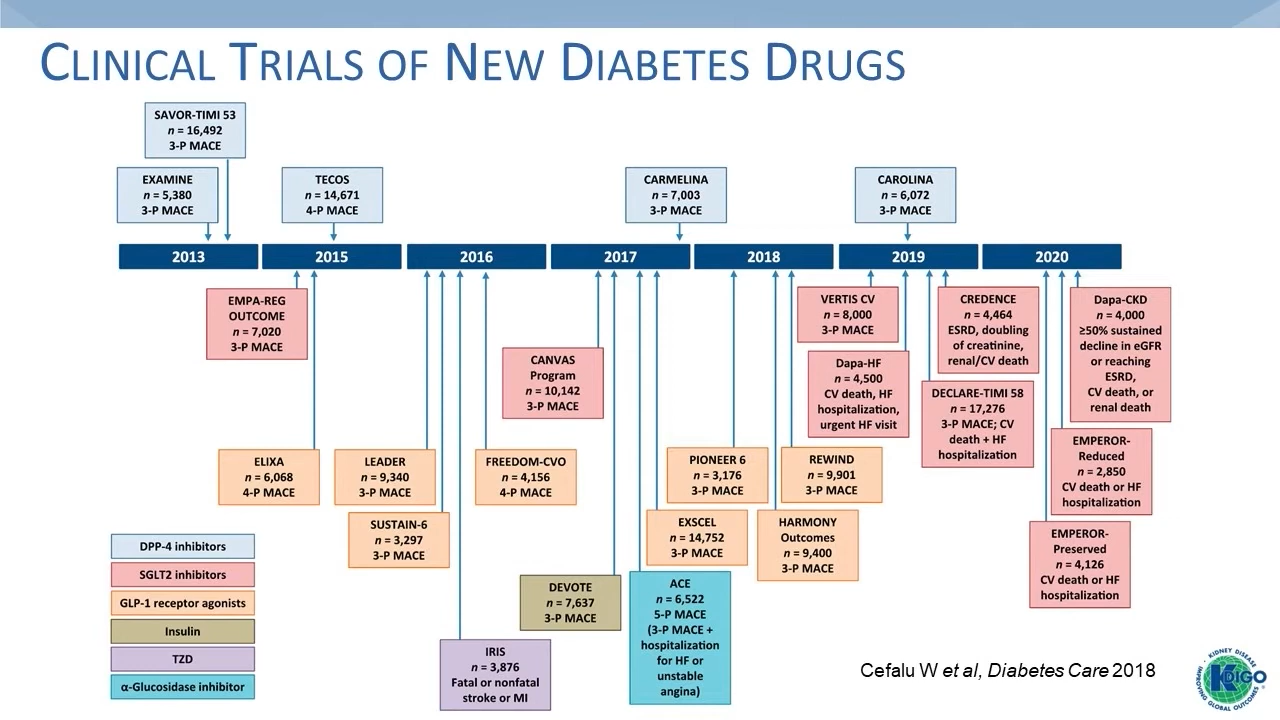 CLINICAL TRIALS OF NEW DIABETES DRUGS
SAVOR-TIMI 53
n = 16,492
3-P MACE
EXAMINE
n = 5,380
3-P MACE
TECOS
n = 14,671
4-P MACE
CARMELINA
n = 7,003
3-P MACE
CAROLINA
n = 6,072
3-P MACE
2013
2015
2016
2017
2018
2019
2020
EMPA-REG
OUTCOME
n = 7,020
3-P MACE
CANVAS
Program
n = 10,142
3-P MACE
VERTIS CV
n = 8,000
3-P MACE
Dapa-HF
n = 4,500
CV death, HF
hospitalization,
urgent HF visit
CREDENCE
n = 4,464
ESRD, doubling
of creatinine,
renal/CV death
DECLARE-TIMI 58
n = 17,276
3-P MACE; CV
death + HF
hospitalization
Dapa-CKD
n = 4,000
≥50% sustained
decline in eGFR
or reaching
ESRD,
CV death, or
renal death
EMPEROR-
Reduced
n = 2,850
CV death or HF
hospitalization
EMPEROR-
Preserved
n = 4,126
CV death or HF
hospitalization
ELIXA
n = 6,068
4-P MACE
LEADER
n = 9,340
3-P MACE
SUSTAIN-6
n = 3,297
3-P MACE
FREEDOM-CVO
n = 4,156
4-P MACE
PIONEER 6
n = 3,176
3-P MACE
REWIND
n = 9,901
3-P MACE
EXSCEL
n = 14,752
3-P MACE
HARMONY
Outcomes
n = 9,400
3-P MACE
DEVOTE
n = 7,637
3-P MACE
ACE
n = 6,522
5-P MACE
(3-P MACE +
hospitalization
for HF or
unstable
angina)
IRIS
n = 3,876
Fatal or nonfatal
stroke or MI
DPP-4 inhibitors
SGLT2 inhibitors
GLP-1 receptor agonists
Insulin
TZD
α-Glucosidase inhibitor
Cefalu W et al, Diabetes Care 2018
KIDNEY DISEASE
KDIGO
IMPROVING GLOBAL OUTCOMES